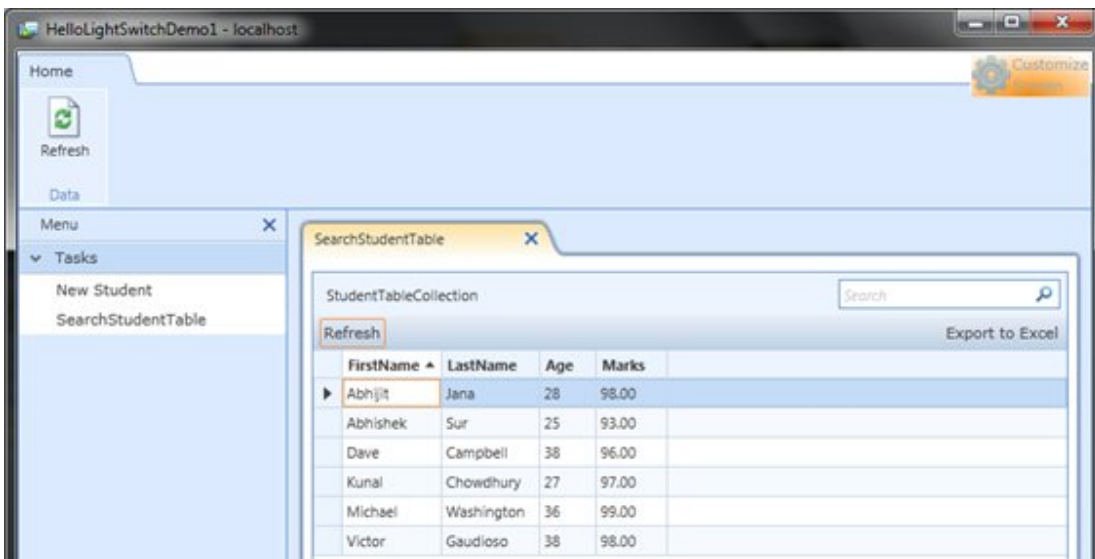 HelloLightSwitchDemo1 - localhost
Home
Customize
Screen
Refresh
Data
Menu
Tasks
New Student
SearchStudentTable
SearchStudentTable
StudentTableCollection
Search
Refresh
Export to Excel
FirstName LastName Age Marks
Abhijit Jana 28 98.00
Abhishek Sur 25 93.00
Dave Campbell 38 96.00
Kunal Chowdhury 27 97.00
Michael Washington 36 99.00
Victor Gaudioso 38 98.00